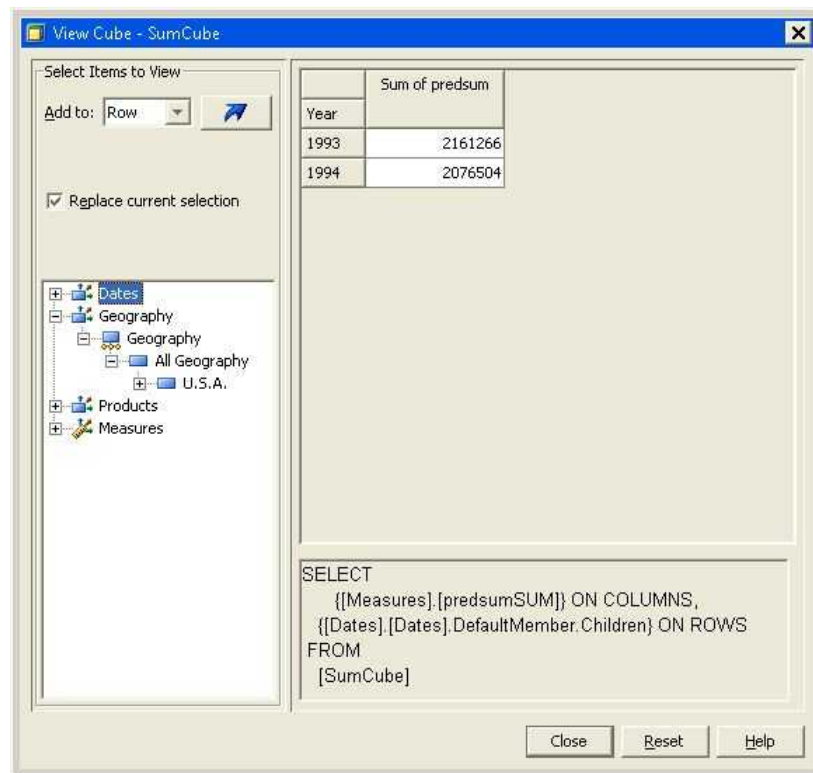 View Cube - SumCube
Select Items to View
Add to: Row
Replace current selection
Dates
Geography
Geography
All Geography
U.S.A.
Products
Measures
Sum of predsum
Year
1993 2161266
1994 2076504
SELECT
{[Measures].[predsumSUM]} ON COLUMNS,
{[Dates].[Dates].DefaultMember.Children} ON ROWS
FROM
[SumCube]
Close Reset Help